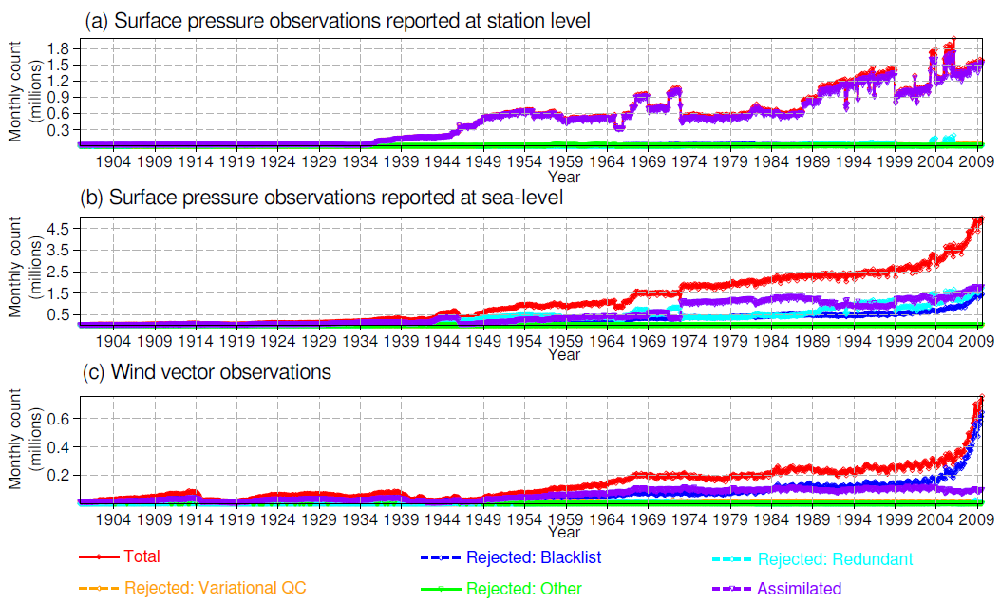 (a) Surface pressure observations reported at station level
Monthly count
(millions)
1.8
1.5
1.2
0.9
0.6
0.3
1904 1909 1914 1919 1924 1929 1934 1939 1944 1949 1954 1959 1964 1969 1974 1979 1984 1989 1994 1999 2004 2009
Year
(b) Surface pressure observations reported at sea-level
Monthly count
(millions)
4.5
3.5
2.5
1.5
0.5
1904 1909 1914 1919 1924 1929 1934 1939 1944 1949 1954 1959 1964 1969 1974 1979 1984 1989 1994 1999 2004 2009
Year
(c) Wind vector observations
Monthly count
(millions)
0.6
0.4
0.2
1904 1909 1914 1919 1924 1929 1934 1939 1944 1949 1954 1959 1964 1969 1974 1979 1984 1989 1994 1999 2004 2009
Year
Total Rejected: Blacklist Rejected: Redundant
Rejected: Variational QC Rejected: Other Assimilated